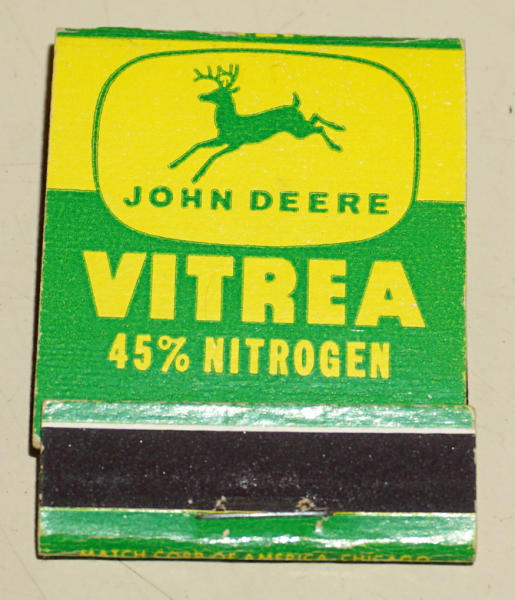 JOHN DEERE
VITREA
45% NITROGEN
MATCH CORP. OF AMERICA, CHICAGO